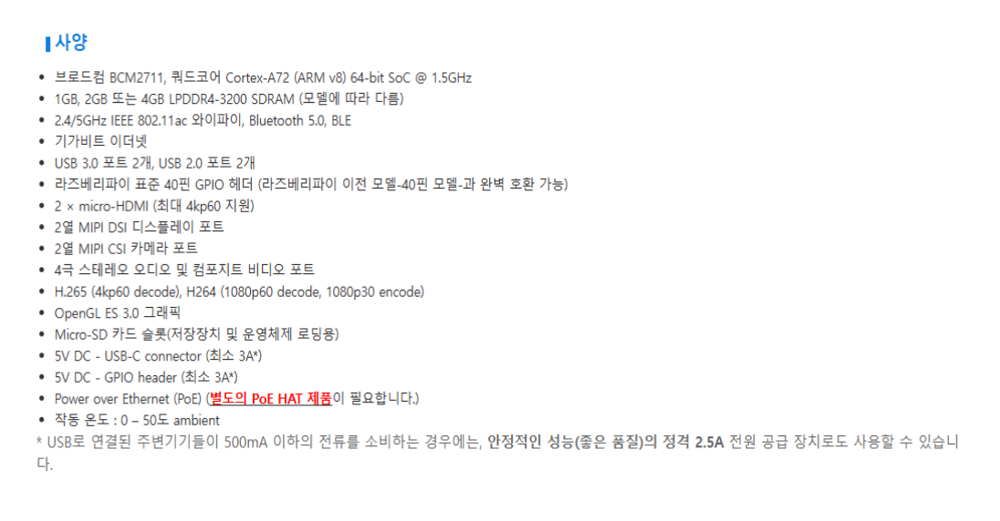 사양
• 브로드컴 BCM2711, 쿼드코어 Cortex-A72 (ARM v8) 64-bit SoC @ 1.5GHz
• 1GB, 2GB 또는 4GB LPDDR4-3200 SDRAM (모델에 따라 다름)
• 2.4/5GHz IEEE 802.11ac 와이파이, Bluetooth 5.0, BLE
• 기가비트 이더넷
• USB 3.0 포트 2개, USB 2.0 포트 2개
• 라즈베리파이 표준 40핀 GPIO 헤더 (라즈베리파이 이전 모델-40핀 모델-과 완벽 호환 가능)
• 2 × micro-HDMI (최대 4kp60 지원)
• 2열 MIPI DSI 디스플레이 포트
• 2열 MIPI CSI 카메라 포트
• 4극 스테레오 오디오 및 컴포지트 비디오 포트
• H.265 (4kp60 decode), H264 (1080p60 decode, 1080p30 encode)
• OpenGL ES 3.0 그래픽
• Micro-SD 카드 슬롯(저장장치 및 운영체제 로딩용)
• 5V DC - USB-C connector (최소 3A*)
• 5V DC - GPIO header (최소 3A*)
• Power over Ethernet (PoE) (별도의 PoE HAT 제품이 필요합니다.)
• 작동 온도 : 0 – 50도 ambient
* USB로 연결된 주변기기들이 500mA 이하의 전류를 소비하는 경우에는, 안정적인 성능(좋은 품질)의 정격 2.5A 전원 공급 장치로도 사용할 수 있습니
다.